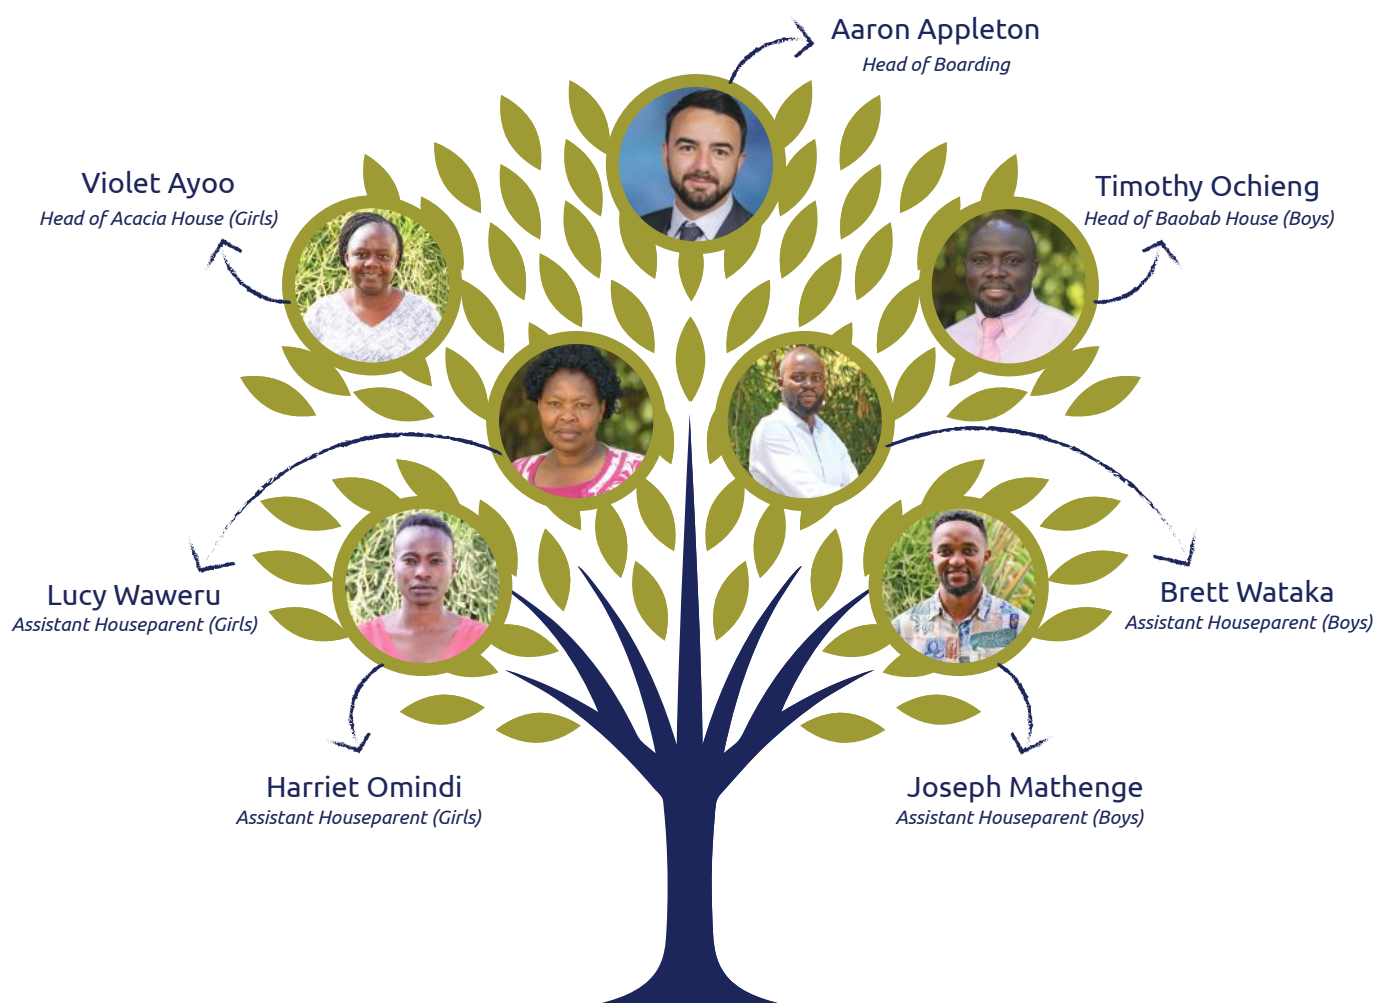 Aaron Appleton
Head of Boarding
Violet Ayoo
Head of Acacia House (Girls)
Timothy Ochieng
Head of Baobab House (Boys)
Lucy Waweru
Assistant Houseparent (Girls)
Brett Wataka
Assistant Houseparent (Boys)
Harriet Omindi
Assistant Houseparent (Girls)
Joseph Mathenge
Assistant Houseparent (Boys)